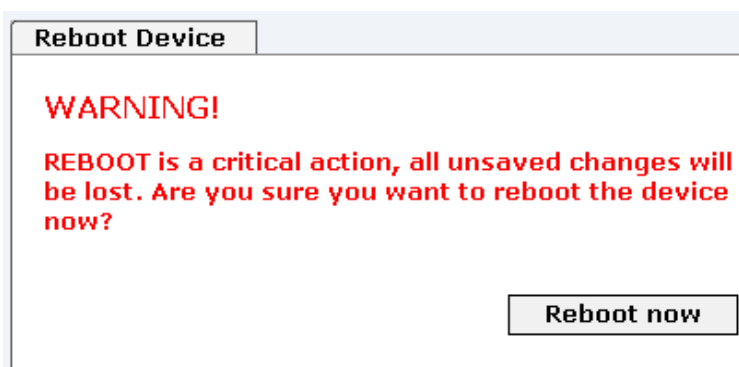 Reboot Device
WARNING!
REBOOT is a critical action, all unsaved changes will
be lost. Are you sure you want to reboot the device
now?
Reboot now